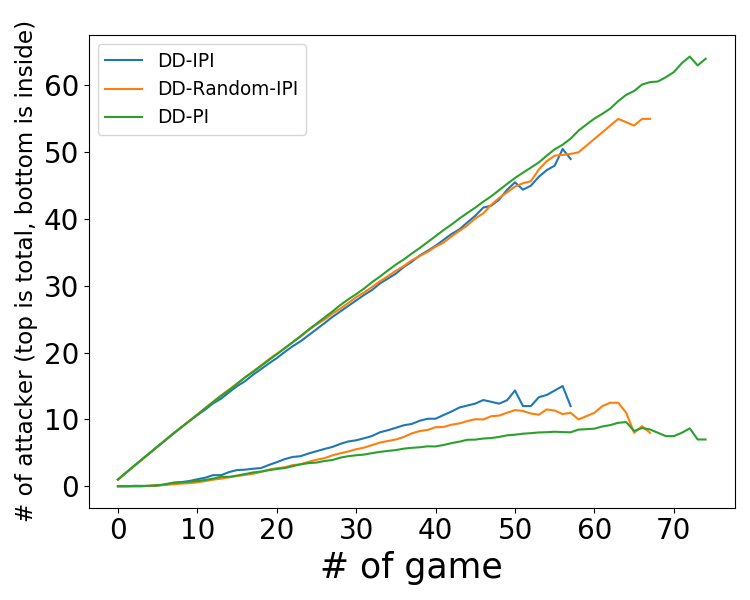 DD-IPI
DD-Random-IPI
DD-PI
# of attacker (top is total, bottom is inside)
60
50
40
30
20
10
0
0 10 20 30 40 50 60 70
# of game